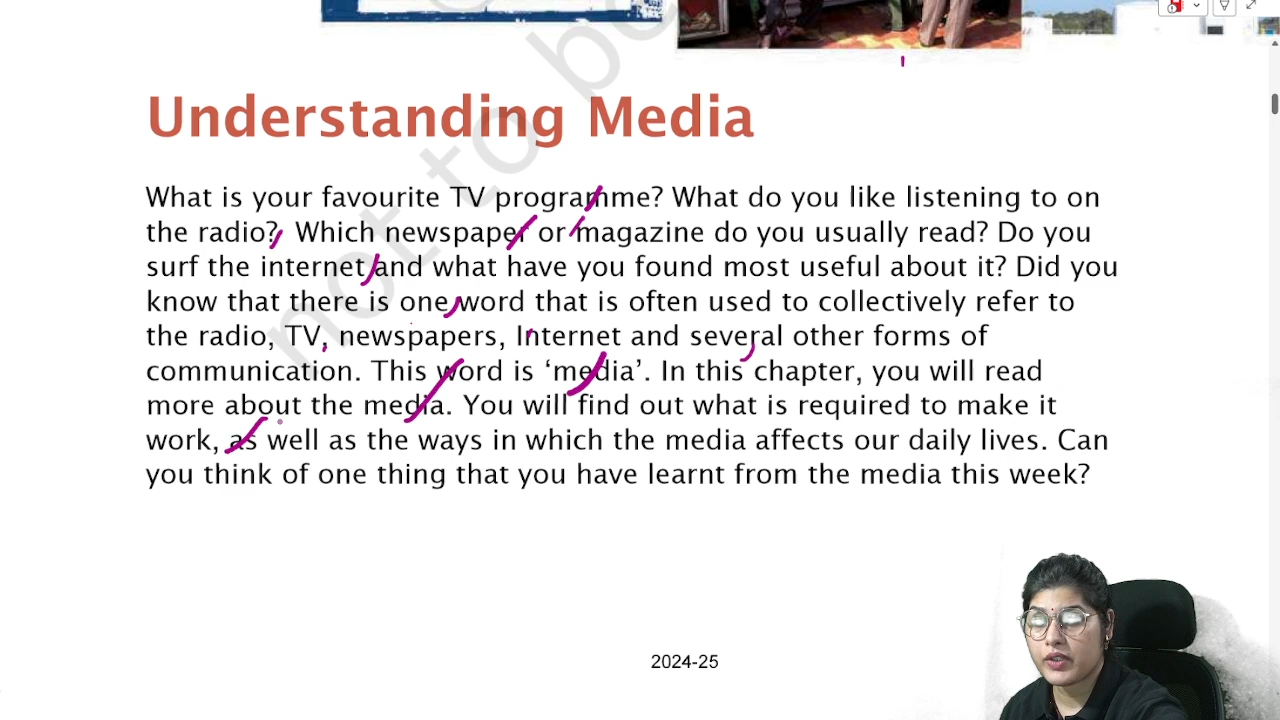 Understanding Media
What is your favourite TV programme? What do you like listening to on
the radio? Which newspaper or magazine do you usually read? Do you
surf the internet and what have you found most useful about it? Did you
know that there is one word that is often used to collectively refer to
the radio, TV, newspapers, Internet and several other forms of
communication. This word is ‘media’. In this chapter, you will read
more about the media. You will find out what is required to make it
work, as well as the ways in which the media affects our daily lives. Can
you think of one thing that you have learnt from the media this week?
not to b
2024-25